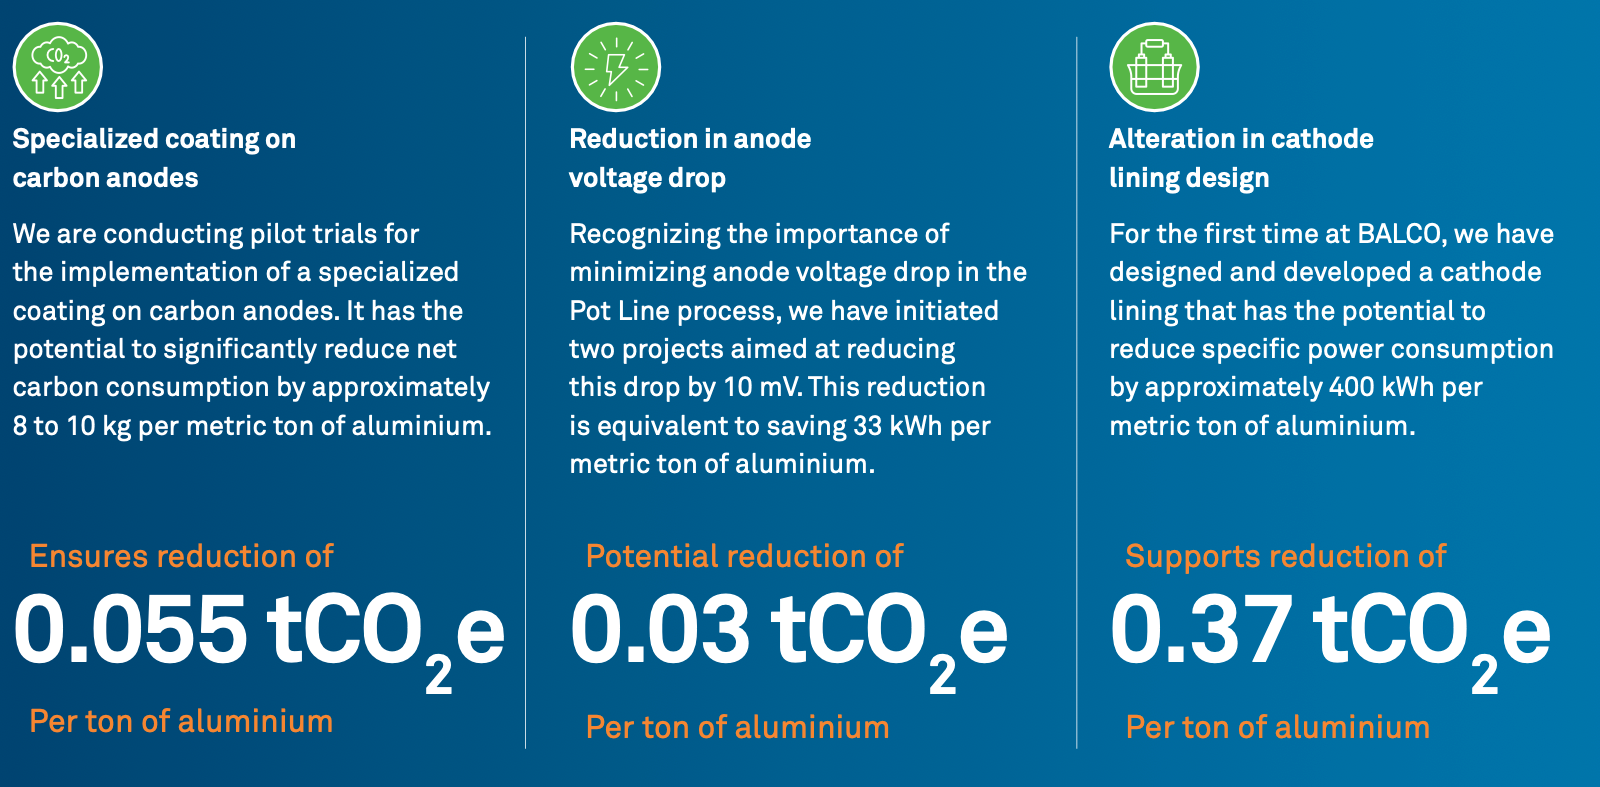 CO2
Specialized coating on
carbon anodes
We are conducting pilot trials for
the implementation of a specialized
coating on carbon anodes. It has the
potential to significantly reduce net
carbon consumption by approximately
8 to 10 kg per metric ton of aluminium.
Ensures reduction of
0.055 tCO2e
Per ton of aluminium
Reduction in anode
voltage drop
Recognizing the importance of
minimizing anode voltage drop in the
Pot Line process, we have initiated
two projects aimed at reducing
this drop by 10 mV. This reduction
is equivalent to saving 33 kWh per
metric ton of aluminium.
Potential reduction of
0.03 tCO2e
Per ton of aluminium
Alteration in cathode
lining design
For the first time at BALCO, we have
designed and developed a cathode
lining that has the potential to
reduce specific power consumption
by approximately 400 kWh per
metric ton of aluminium.
Supports reduction of
0.37 tCO2e
Per ton of aluminium